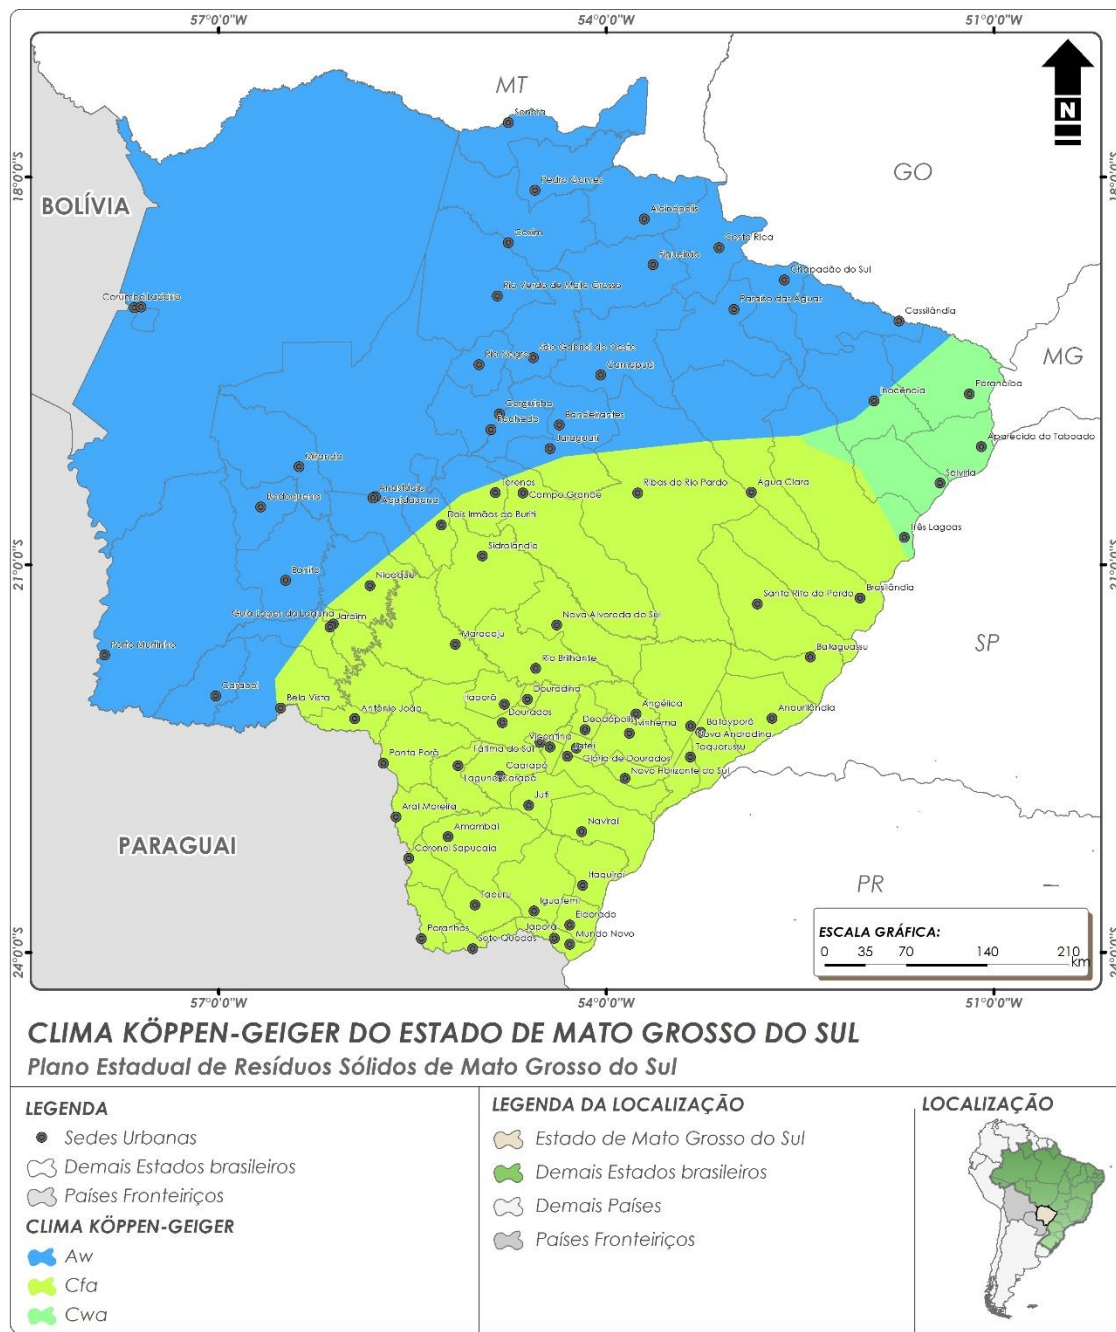 57°0'0"W 54°0'0"W 51°0'0"W
MT
Sonora
18°0'0"S 18°0'0"S
GO
Pedro Gomes
BOLÍVIA
Alcinópolis
Coxim
Costa Rica
Figueirão
Chapadão do Sul
Rio Verde de Mato Grosso
Corumbá Ladário
Paraíso das Águas
Cassilândia
MG
São Gabriel do Oeste
Rio Negro
Camapuã
Paranaíba
Inocência
Corguinho
Rochedo
Bandeirantes
Aparecida do Taboado
Jaraguari
Miranda
Selvíria
Anastácio
Aquidauana
Terenos
Campo Grande
Ribas do Rio Pardo
Água Clara
Bodoquena
Dois Irmãos do Buriti
Três Lagoas
Sidrolândia
21°0'0"S 21°0'0"S
Bonito
Nioaque
Brasilândia
Santa Rita do Pardo
Guia Lopes da Laguna
Jardim
Nova Alvorada do Sul
Maracaju
SP
Porto Murtinho
Bataguassu
Rio Brilhante
Caracol
Douradina
Itaporã
Bela Vista
Angélica
Antônio João
Dourados
Anaurilândia
Deodápolis
Ivinhema
Batayporã
Nova Andradina
Vicentina
Fátima do Sul
Jateí
Glória de Dourados
Taquarussu
Ponta Porã
Caarapó
Laguna Carapã
Novo Horizonte do Sul
Juti
Aral Moreira
Naviraí
Amambai
PARAGUAI
Coronel Sapucaia
PR
Itaquiraí
Tacuru
Iguatemi
Eldorado
Paranhos
Japorã
Mundo Novo
Sete Quedas
ESCALA GRÁFICA:
0 35 70 140 210
km
24°0'0"S 24°0'0"S
57°0'0"W 54°0'0"W 51°0'0"W
N
CLIMA KÖPPEN-GEIGER DO ESTADO DE MATO GROSSO DO SUL
Plano Estadual de Resíduos Sólidos de Mato Grosso do Sul
LEGENDA
Sedes Urbanas
Demais Estados brasileiros
Países Fronteiriços
CLIMA KÖPPEN-GEIGER
Aw
Cfa
Cwa
LEGENDA DA LOCALIZAÇÃO
Estado de Mato Grosso do Sul
Demais Estados brasileiros
Demais Países
Países Fronteiriços
LOCALIZAÇÃO